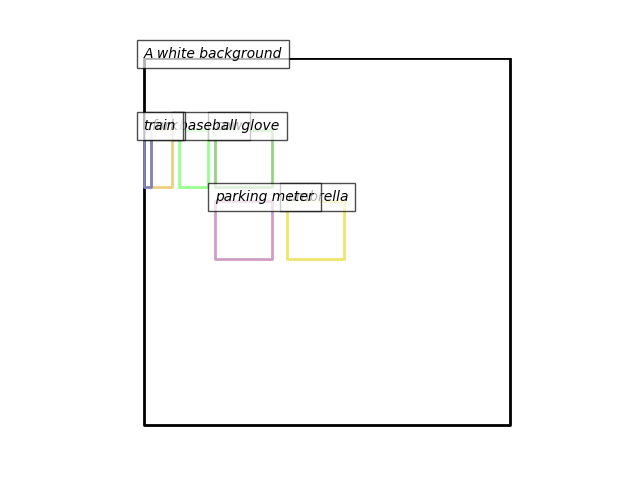 A white background
train
baseball glove
parking meter
umbrella